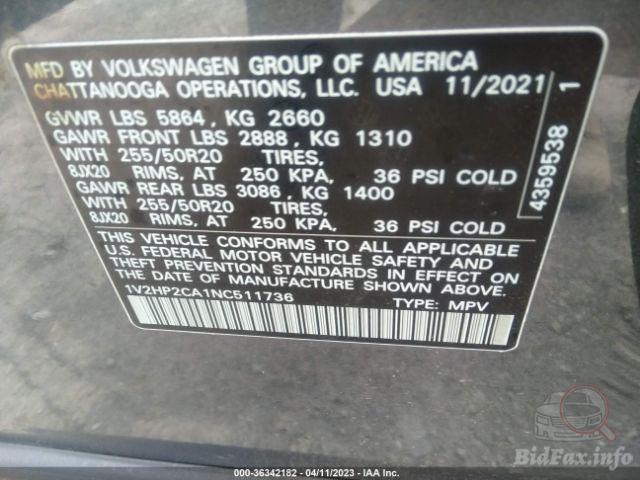 MFD BY VOLKSWAGEN GROUP OF AMERICA
CHATTANOOGA OPERATIONS, LLC. USA 11/2021
GVWR LBS 5864, KG 2660
GAWR FRONT LBS 2888, KG 1310
WITH 255/50R20 TIRES,
8JX20 RIMS, AT 250 KPA, 36 PSI COLD
GAWR REAR LBS 3086, KG 1400
WITH 255/50R20 TIRES,
8JX20 RIMS, AT 250 KPA, 36 PSI COLD
THIS VEHICLE CONFORMS TO ALL APPLICABLE
U.S. FEDERAL MOTOR VEHICLE SAFETY AND
THEFT PREVENTION STANDARDS IN EFFECT ON
THE DATE OF MANUFACTURE SHOWN ABOVE.
1V2HP2CA1NC511736 TYPE: MPV
4359538 1
BidFax.info
000-36342182 - 04/11/2023 - IAA Inc.